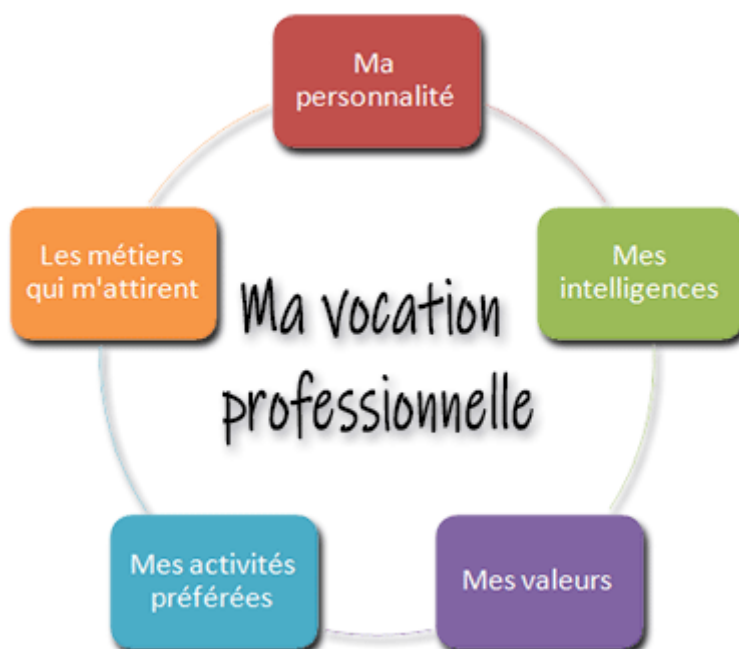 Ma
personnalité
Les métiers
qui m'attirent
Mes
intelligences
Ma vocation
professionnelle
Mes activités
préférées
Mes valeurs